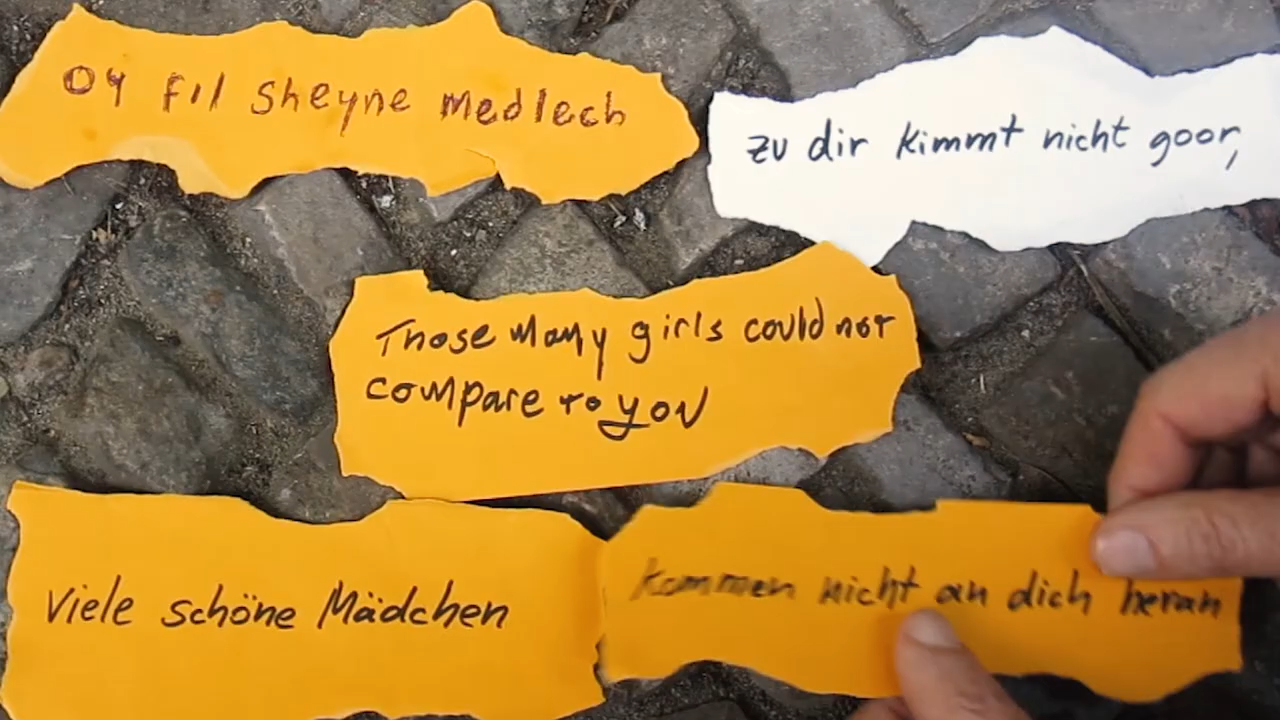 oy fil sheyne medlech
zu dir kimmt nicht goor,
Those many girls could not
compare to you
Viele schöne Mädchen
kommen nicht an dich heran